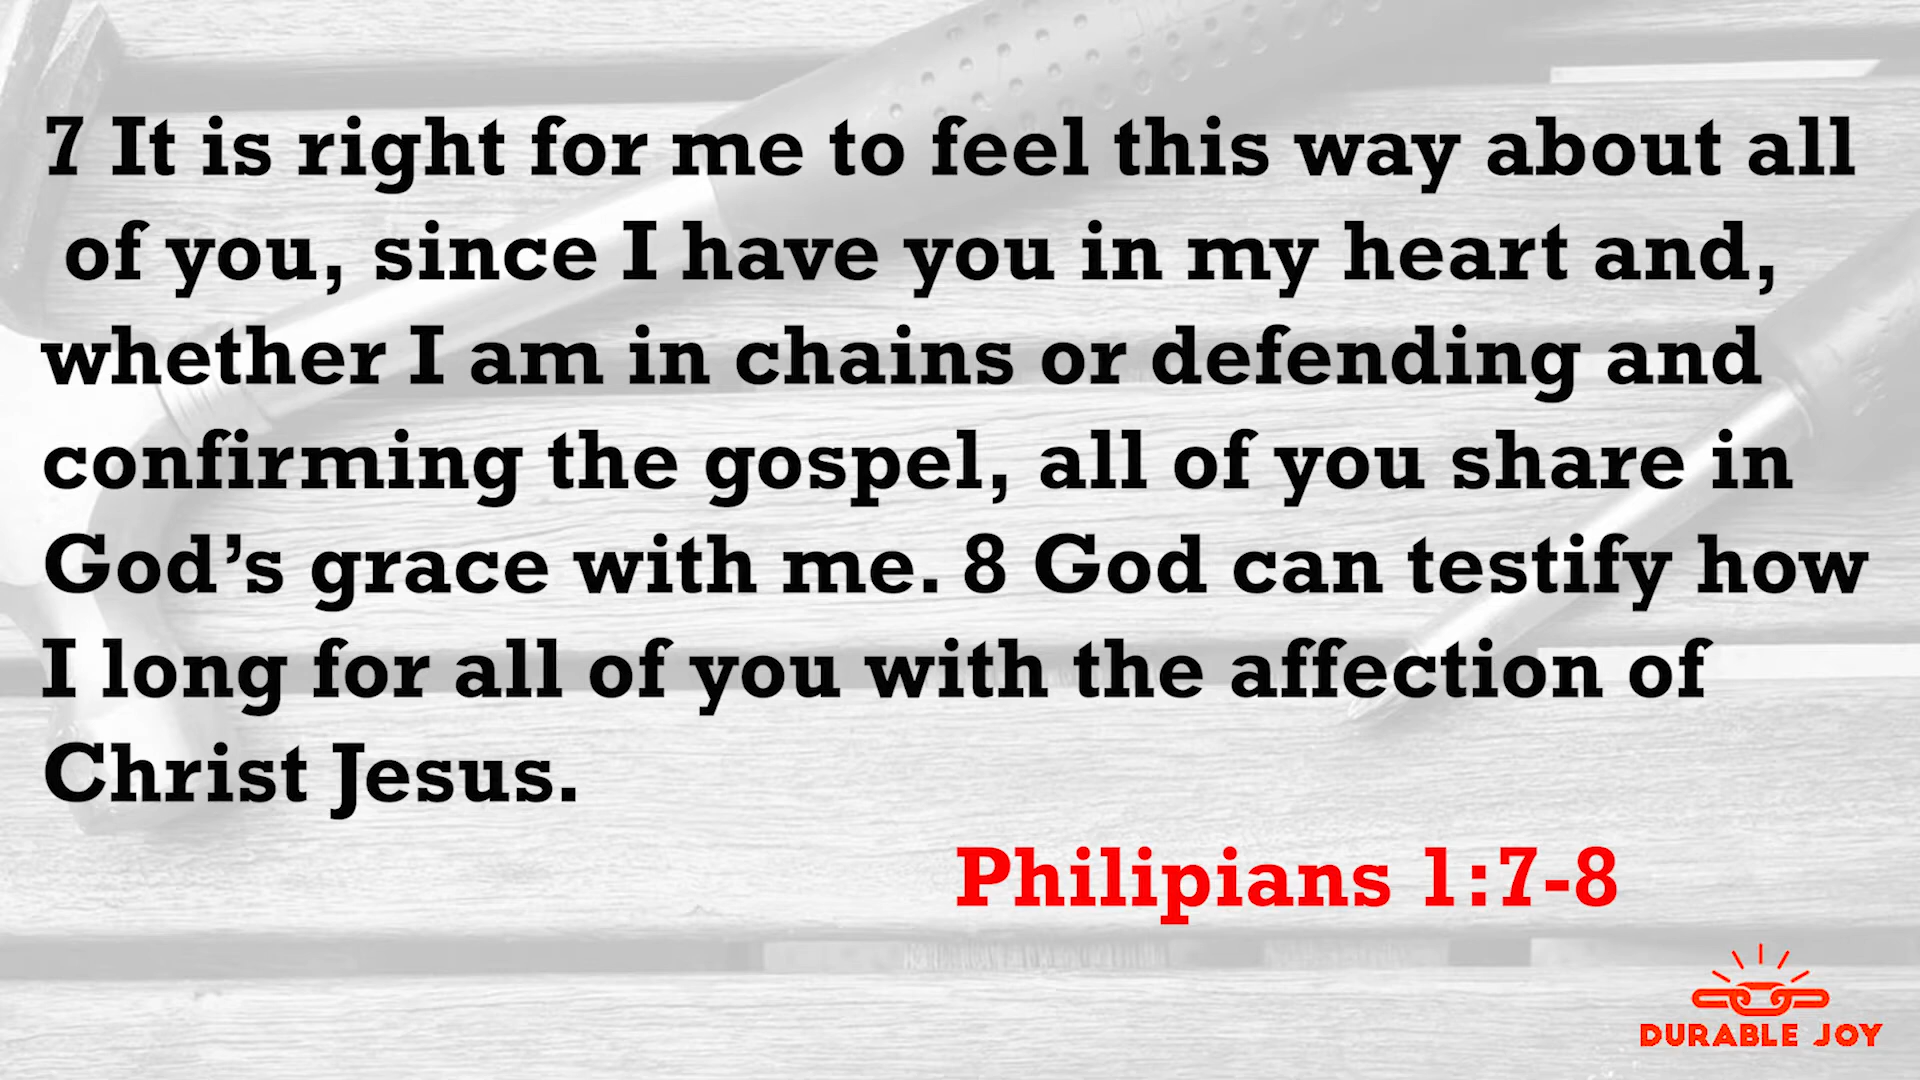 7 It is right for me to feel this way about all
of you, since I have you in my heart and,
whether I am in chains or defending and
confirming the gospel, all of you share in
God’s grace with me. 8 God can testify how
I long for all of you with the affection of
Christ Jesus.
Philipians 1:7-8
DURABLE JOY